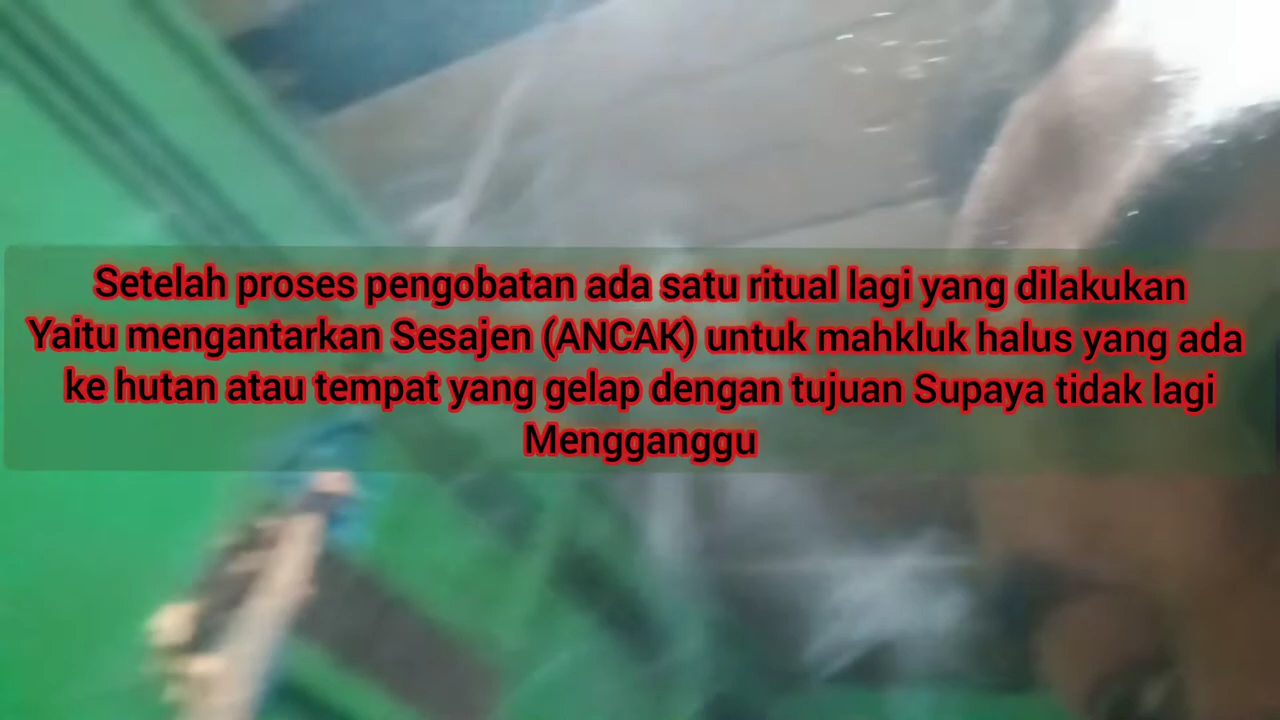 Setelah proses pengobatan ada satu ritual lagi yang dilakukan
Yaitu mengantarkan Sesajen (ANCAK) untuk mahkluk halus yang ada
ke hutan atau tempat yang gelap dengan tujuan Supaya tidak lagi
Mengganggu